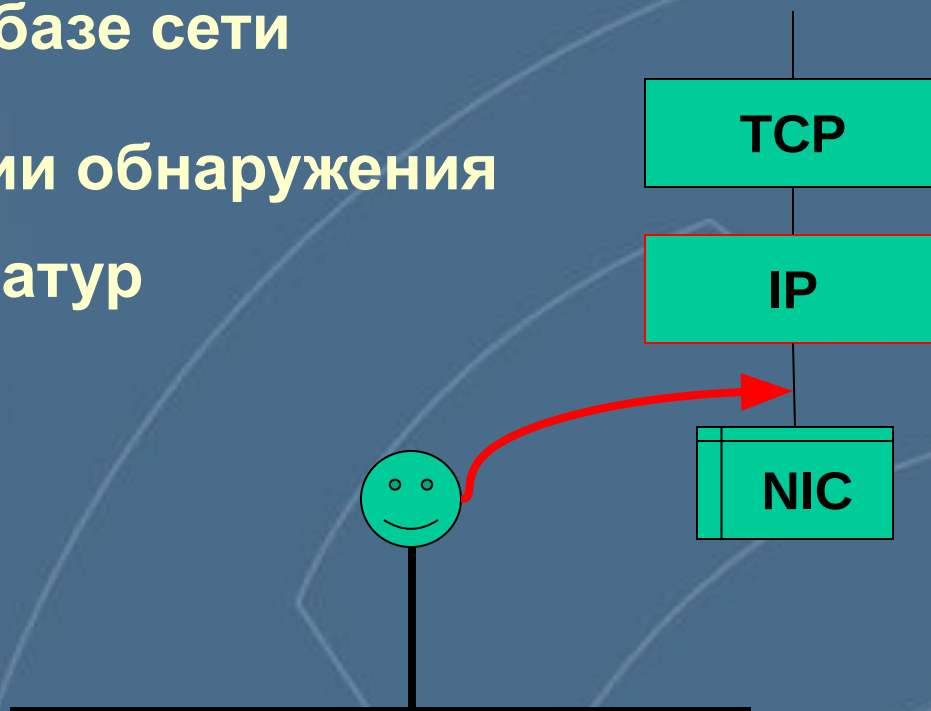 базе сети
ии обнаружения
атур
TCP
IP
NIC